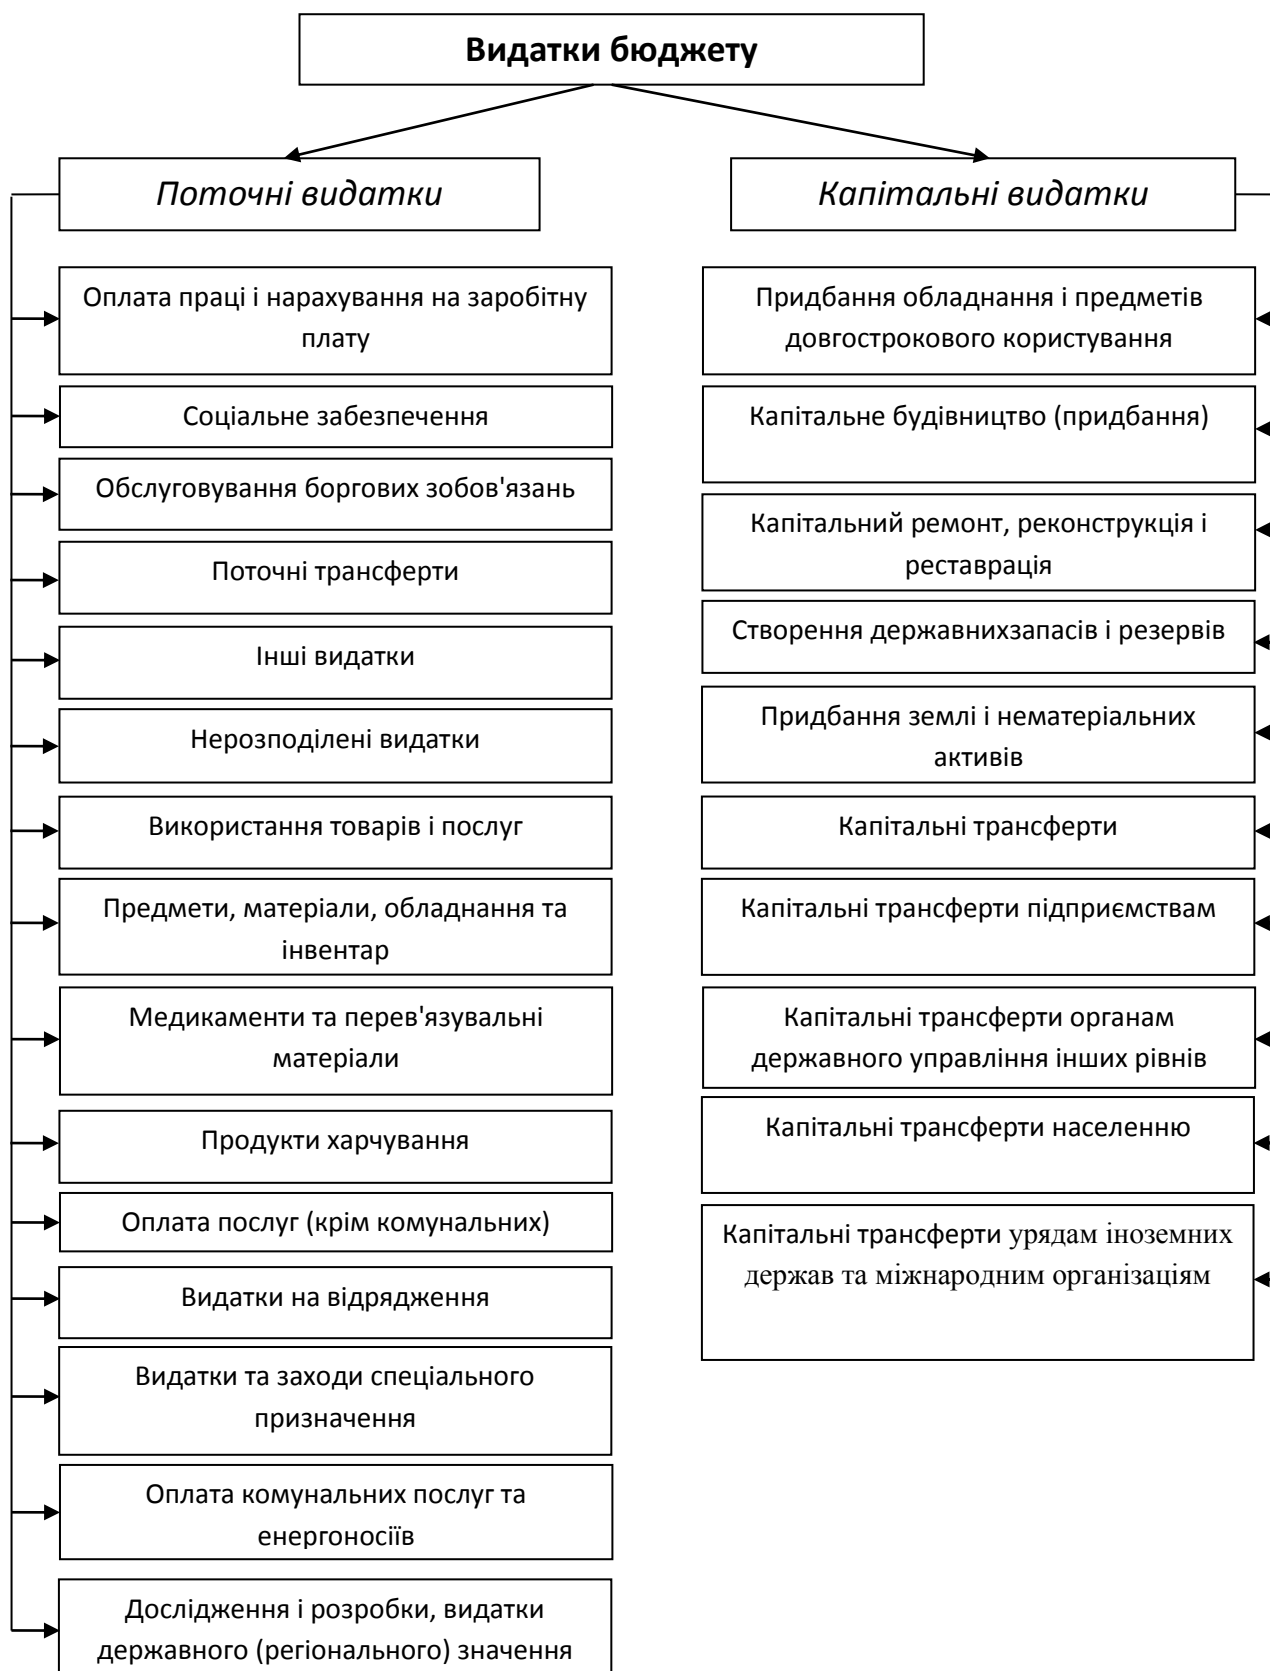 Видатки бюджету
Поточні видатки
Оплата праці і нарахування на заробітну
плату
Соціальне забезпечення
Обслуговування боргових зобов'язань
Поточні трансферти
Інші видатки
Нерозподілені видатки
Використання товарів і послуг
Предмети, матеріали, обладнання та
інвентар
Медикаменти та перев'язувальні
матеріали
Продукти харчування
Оплата послуг (крім комунальних)
Видатки на відрядження
Видатки та заходи спеціального
призначення
Оплата комунальних послуг та
енергоносіїв
Дослідження і розробки, видатки
державного (регіонального) значення
Капітальні видатки
Придбання обладнання і предметів
довгострокового користування
Капітальне будівництво (придбання)
Капітальний ремонт, реконструкція і
реставрація
Створення державнихзапасів і резервів
Придбання землі і нематеріальних
активів
Капітальні трансферти
Капітальні трансферти підприємствам
Капітальні трансферти органам
державного управління інших рівнів
Капітальні трансферти населенню
Капітальні трансферти урядам іноземних
держав та міжнародним організаціям